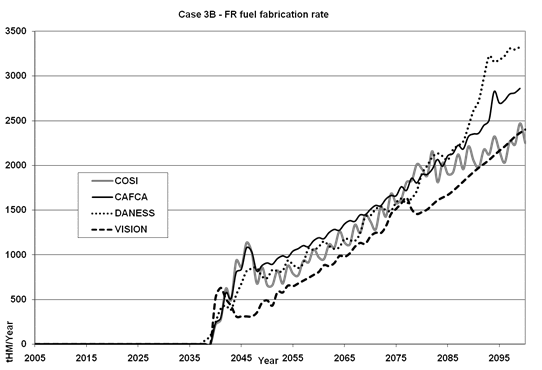 Case 3B - FR fuel fabrication rate
3500
3000
2500
2000
1500
1000
500
0
tHM/Year
COSI
CAFCA
DANESS
VISION
2005 2015 2025 2035 2045 2055 2065 2075 2085 2095
Year